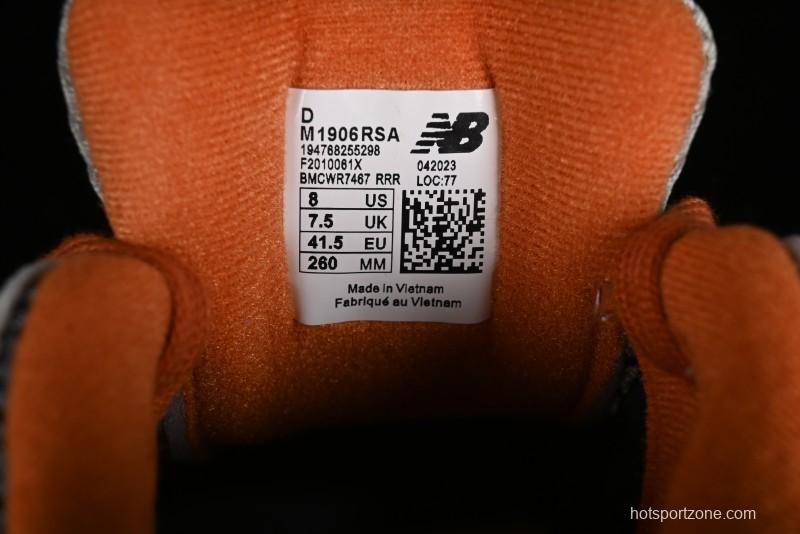 D
M1906RSA
194768255298
F2010061X
BMCWR7467 RRR
NB
042023
LOC:77
8 US
7.5 UK
41.5 EU
260 MM
Made in Vietnam
Fabriqué au Vietnam
hotsportzone.com